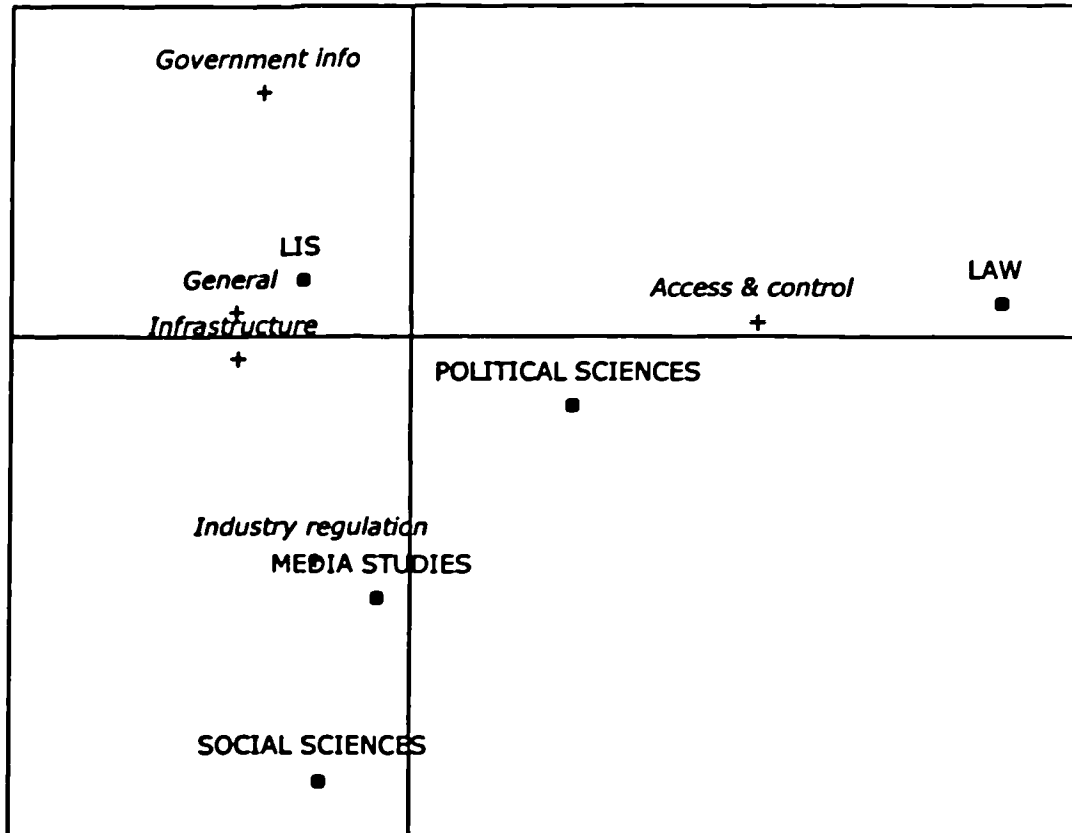 Government info
LIS
General
Infrastructure
Access & control
LAW
POLITICAL SCIENCES
Industry regulation
MEDIA STUDIES
SOCIAL SCIENCES